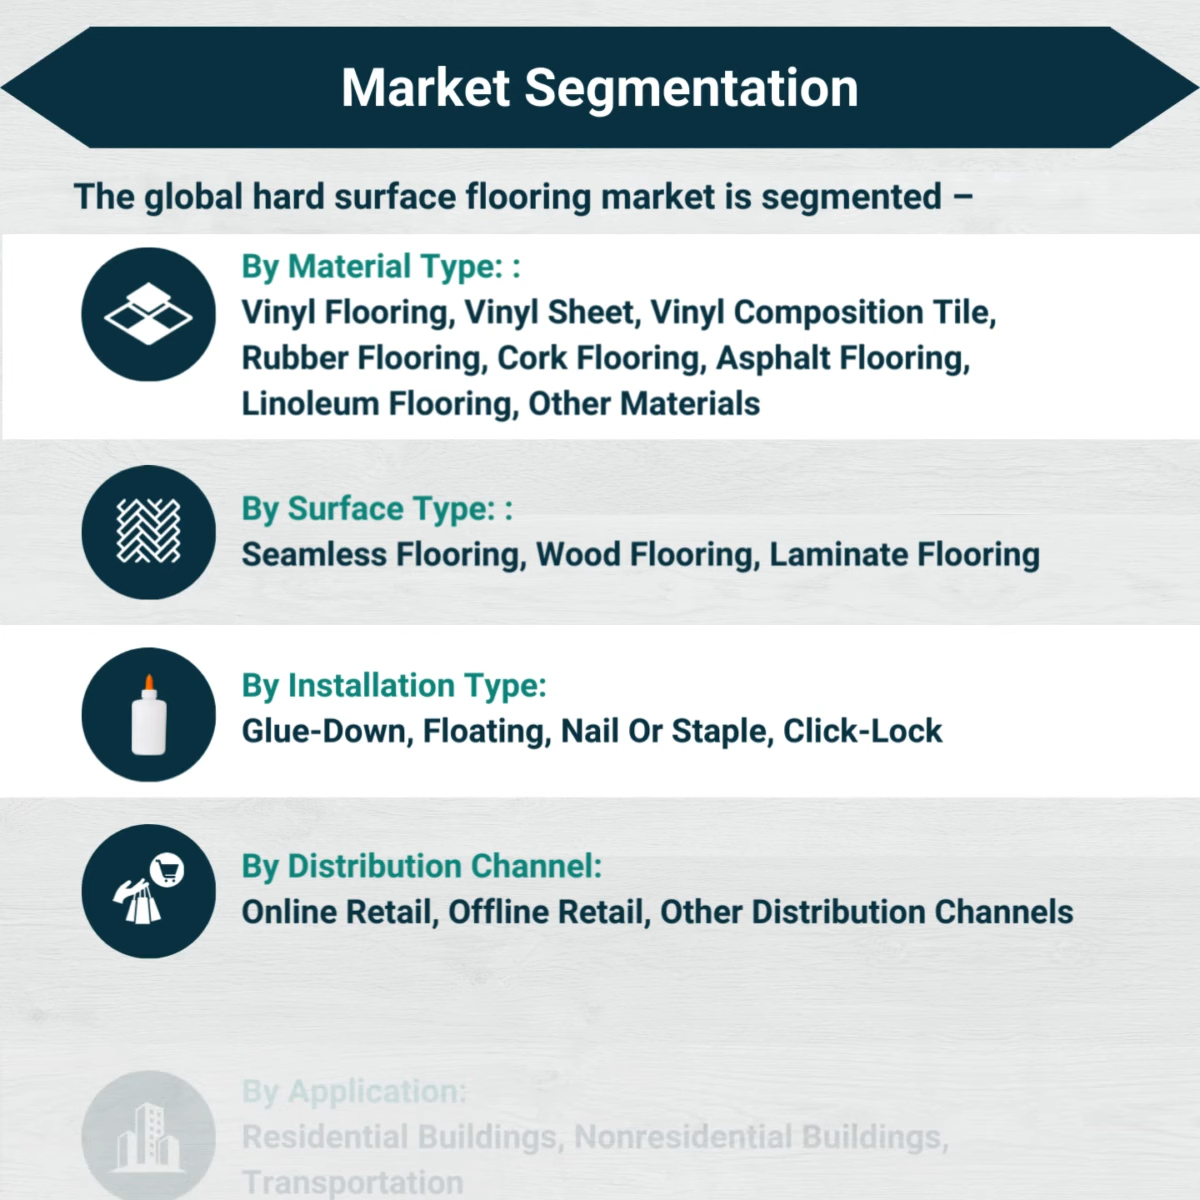 Market Segmentation
The global hard surface flooring market is segmented –
By Material Type: :
Vinyl Flooring, Vinyl Sheet, Vinyl Composition Tile,
Rubber Flooring, Cork Flooring, Asphalt Flooring,
Linoleum Flooring, Other Materials
By Surface Type: :
Seamless Flooring, Wood Flooring, Laminate Flooring
By Installation Type:
Glue-Down, Floating, Nail Or Staple, Click-Lock
By Distribution Channel:
Online Retail, Offline Retail, Other Distribution Channels
By Application:
Residential Buildings, Nonresidential Buildings,
Transportation